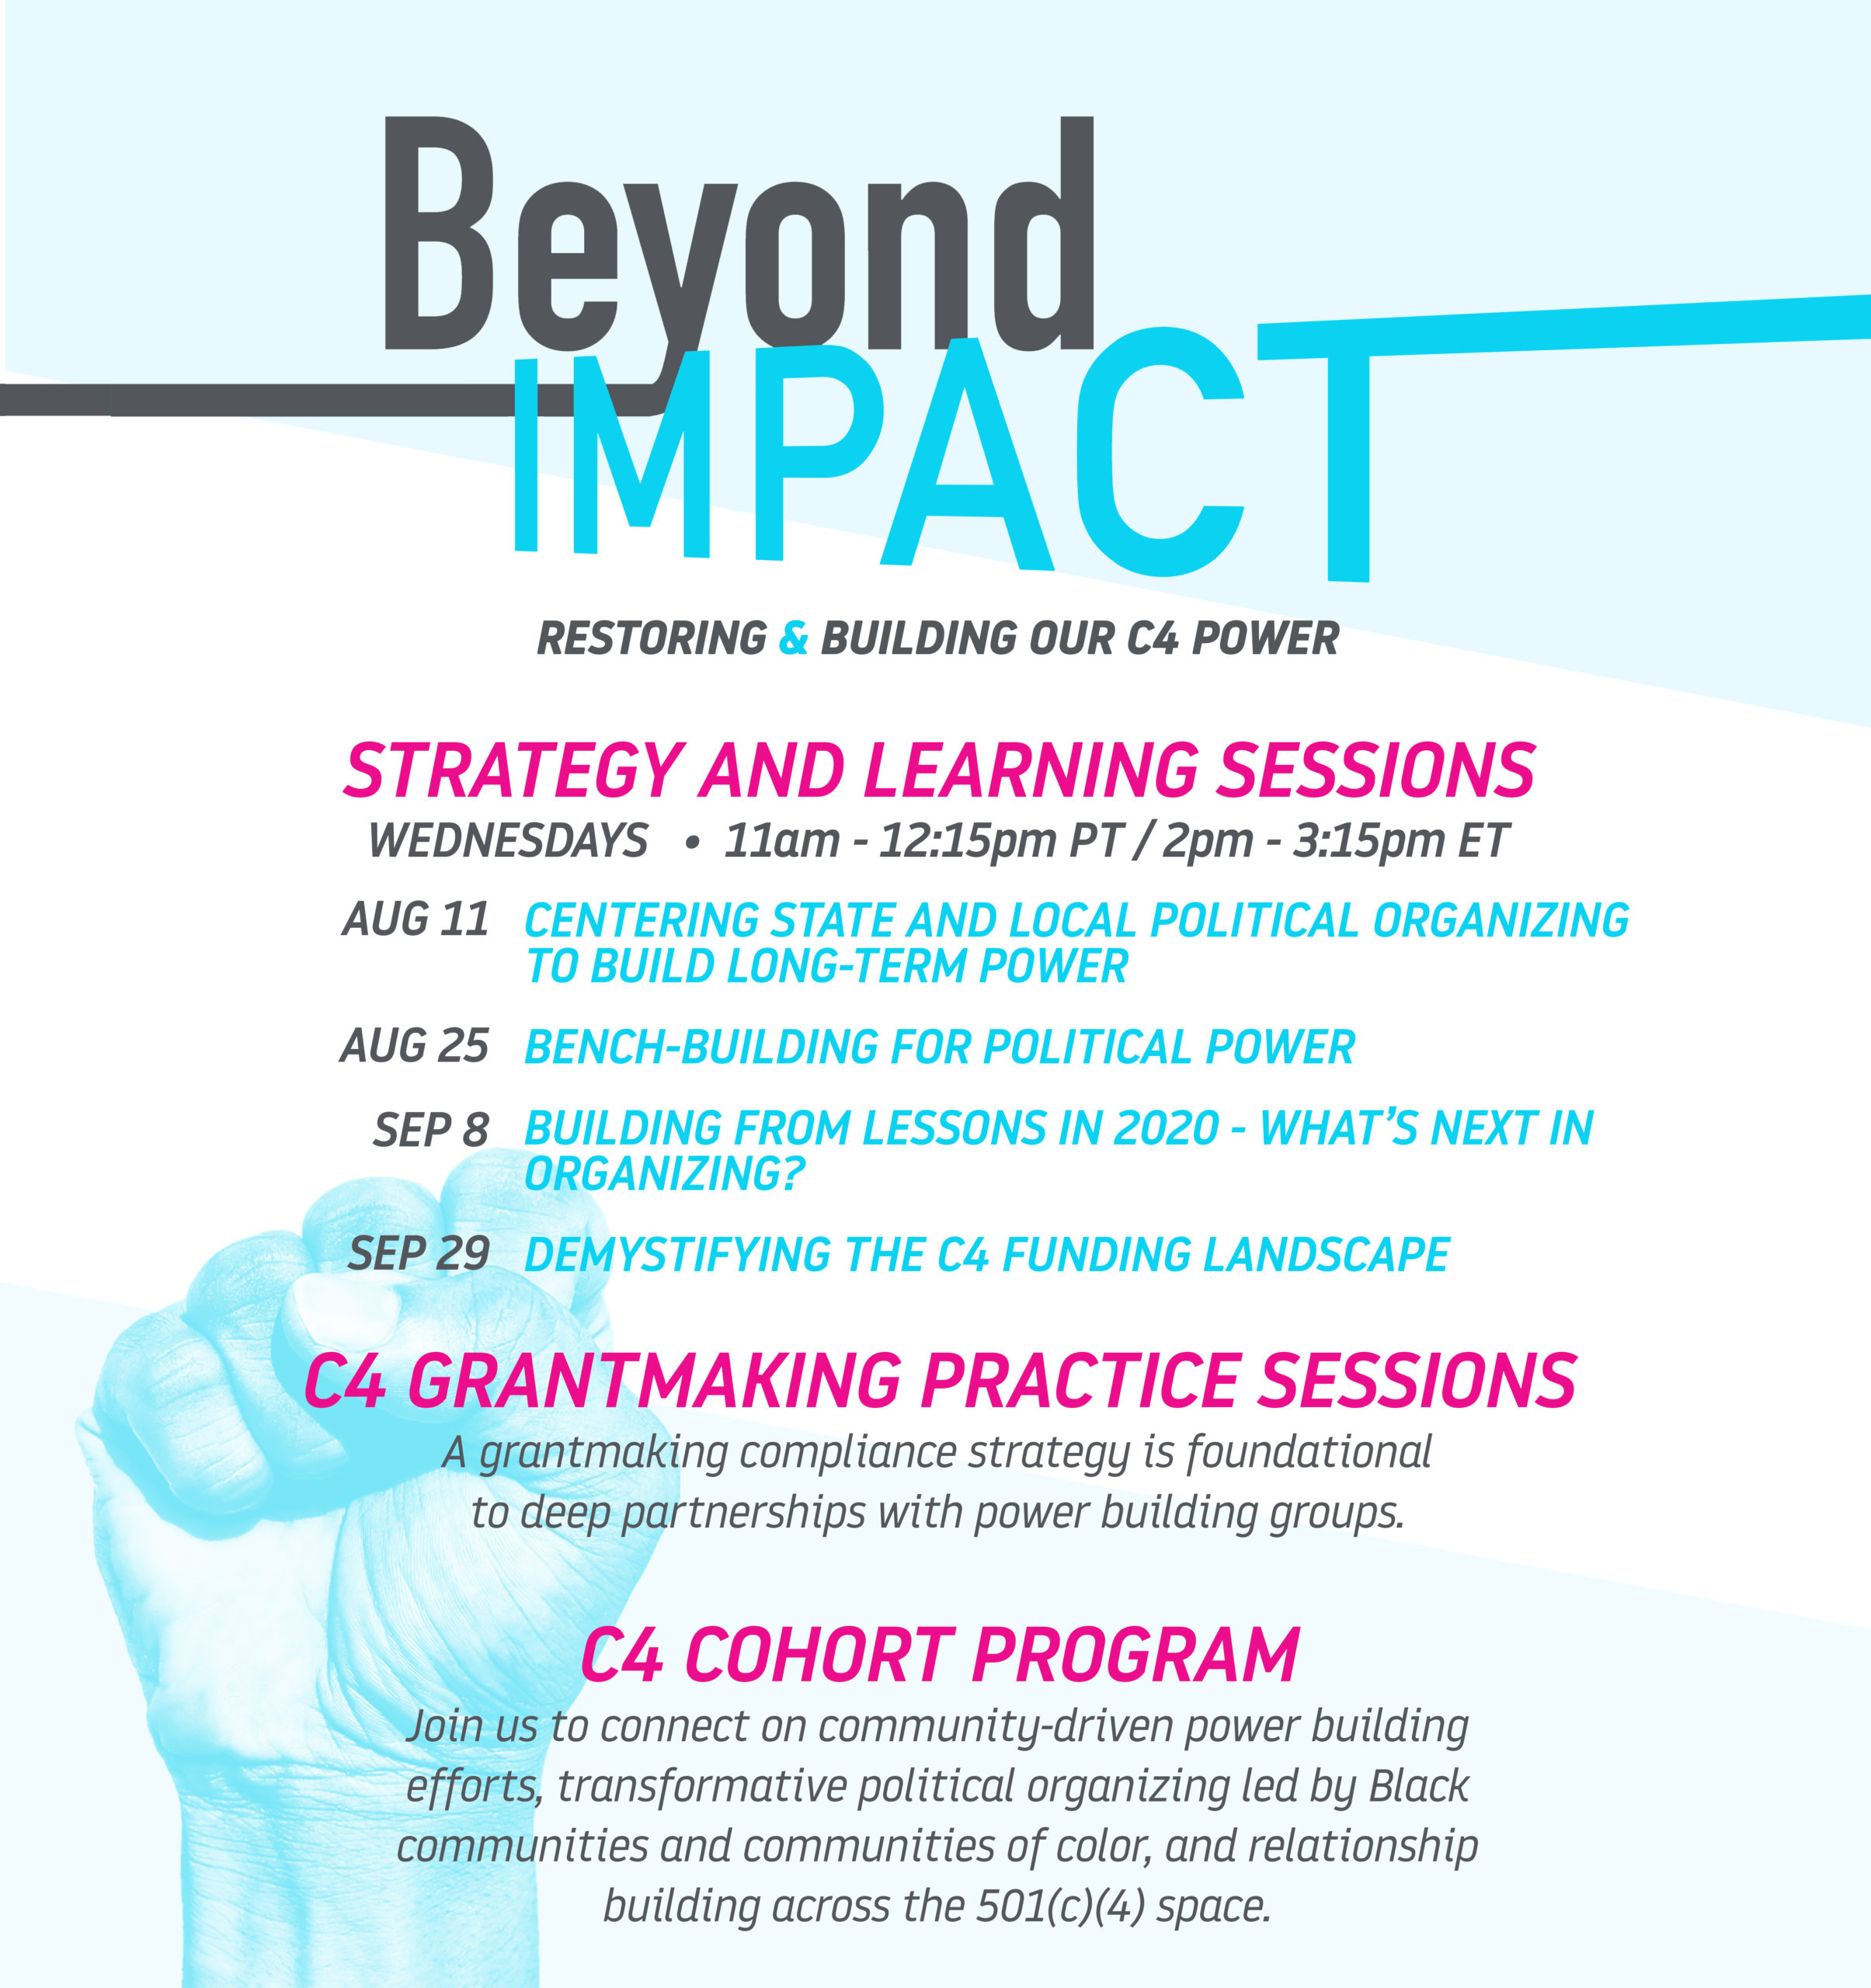 Beyond
IMPACT
RESTORING & BUILDING OUR C4 POWER
STRATEGY AND LEARNING SESSIONS
WEDNESDAYS • 11am - 12:15pm PT / 2pm - 3:15pm ET
AUG 11 CENTERING STATE AND LOCAL POLITICAL ORGANIZING
TO BUILD LONG-TERM POWER
AUG 25 BENCH-BUILDING FOR POLITICAL POWER
SEP 8 BUILDING FROM LESSONS IN 2020 - WHAT'S NEXT IN
ORGANIZING?
SEP 29 DEMYSTIFYING THE C4 FUNDING LANDSCAPE
C4 GRANTMAKING PRACTICE SESSIONS
A grantmaking compliance strategy is foundational
to deep partnerships with power building groups.
C4 COHORT PROGRAM
Join us to connect on community-driven power building
efforts, transformative political organizing led by Black
communities and communities of color, and relationship
building across the 501(c)(4) space.